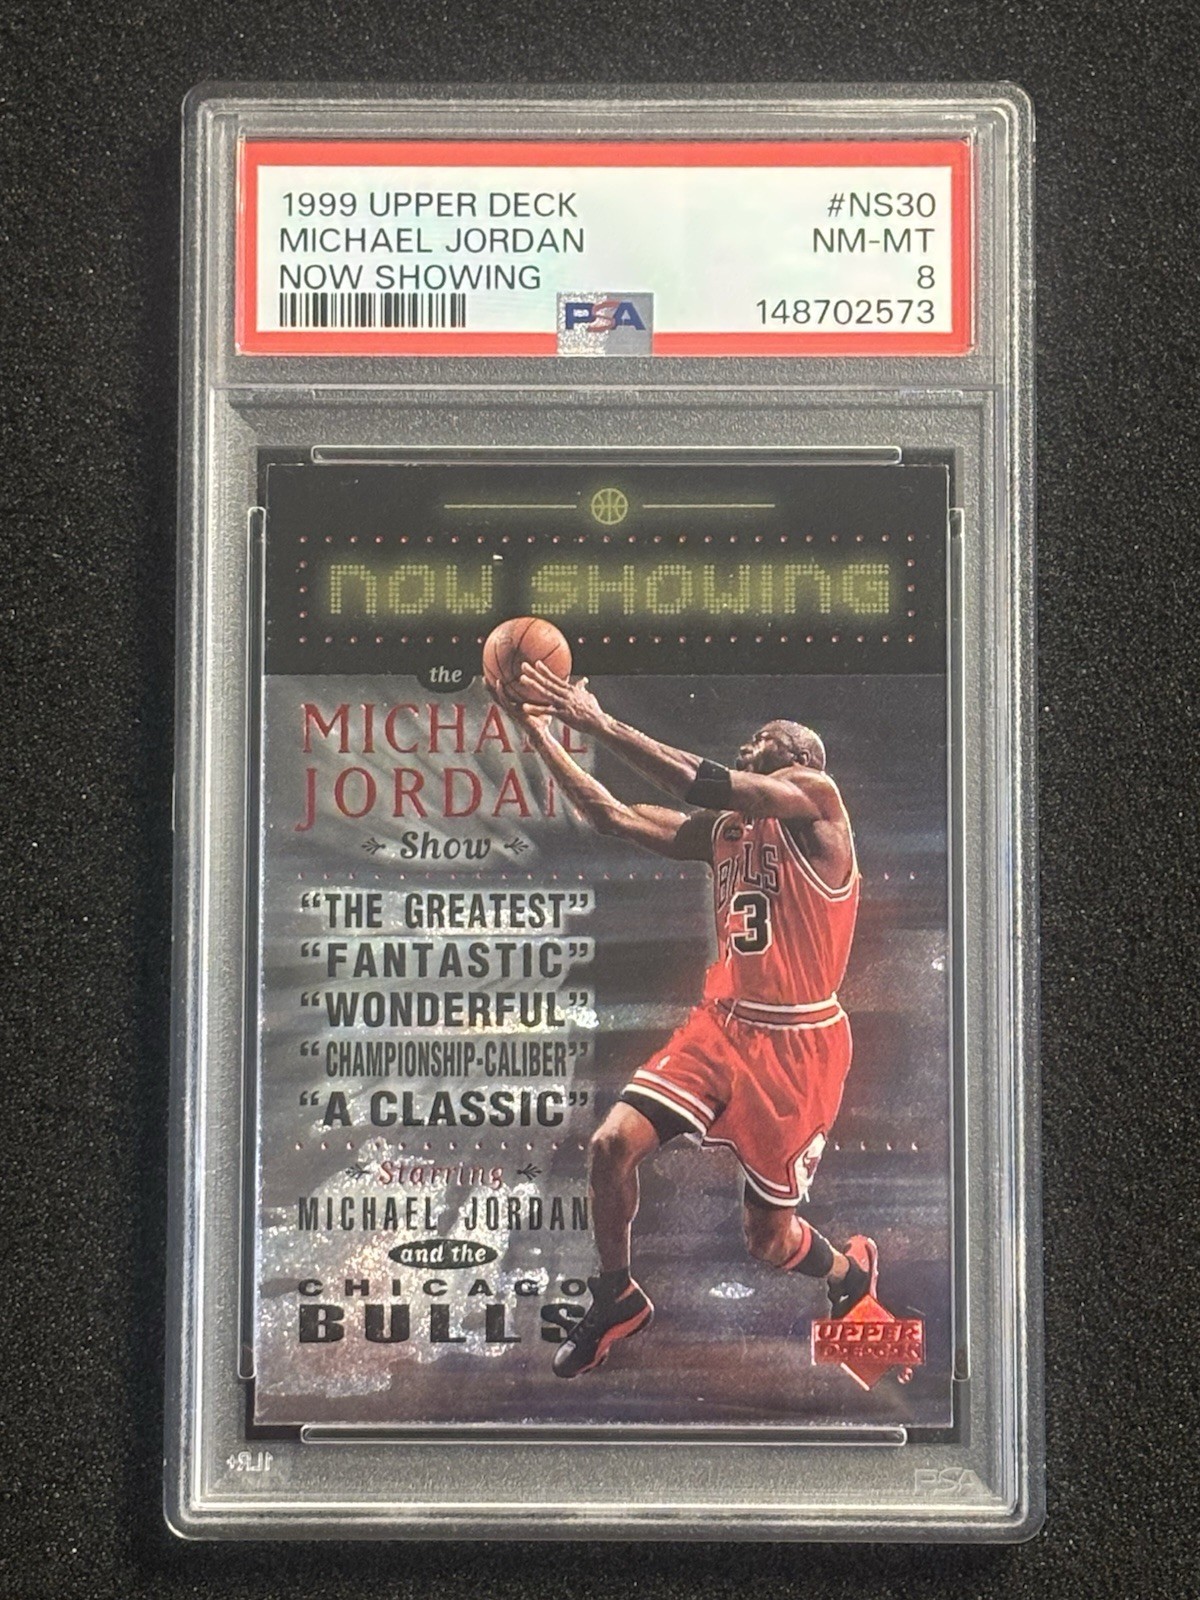 1999 UPPER DECK #NS30
MICHAEL JORDAN NM-MT
NOW SHOWING 8
PSA 148702573
NOW SHOWING
the
MICHAEL
JORDAN
Show
"THE GREATEST"
"FANTASTIC"
"WONDERFUL"
"CHAMPIONSHIP-CALIBER"
"A CLASSIC"
Starring
MICHAEL JORDAN
and the
CHICAGO
BULLS
BULLS
23
UPPER
DECK
PSA